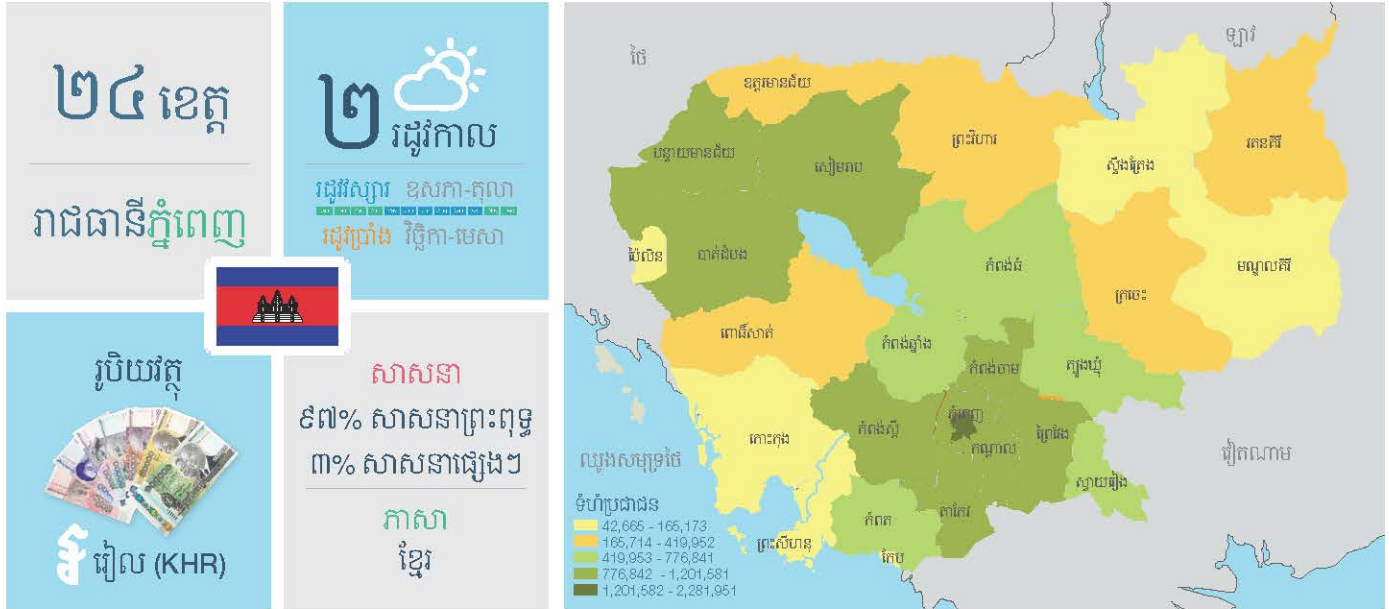 ២៤ ខេត្ត
រាជធានីភ្នំពេញ
២ រដូវកាល
រដូវវស្សារ ឧសភា-តុលា
រដូវប្រាំង វិច្ឆិកា-មេសា
រូបិយវត្ថុ
៛ រៀល (KHR)
សាសនា
៩៧% សាសនាព្រះពុទ្ធ
៣% សាសនាផ្សេងៗ
ភាសា
ខ្មែរ
ថៃ
ឡាវ
ឧត្តរមានជ័យ
ព្រះវិហារ
រតនគិរី
បន្ទាយមានជ័យ
សៀមរាប
ស្ទឹងត្រែង
ប៉ៃលិន
បាត់ដំបង
កំពង់ធំ
មណ្ឌលគីរី
ក្រចេះ
ពោធិ៍សាត់
កំពង់ឆ្នាំង
កំពង់ចាម
ត្បូងឃ្មុំ
កោះកុង
កំពង់ស្ពឺ
ភ្នំពេញ
កណ្តាល
ព្រៃវែង
ឈូងសមុទ្រថៃ
វៀតណាម
ស្វាយរៀង
កំពត
តាកែវ
ព្រះសីហនុ
កែប
ទំហំប្រជាជន
42,665 - 165,173
165,714 - 419,952
419,953 - 776,841
776,842 - 1,201,581
1,201,582 - 2,281,951